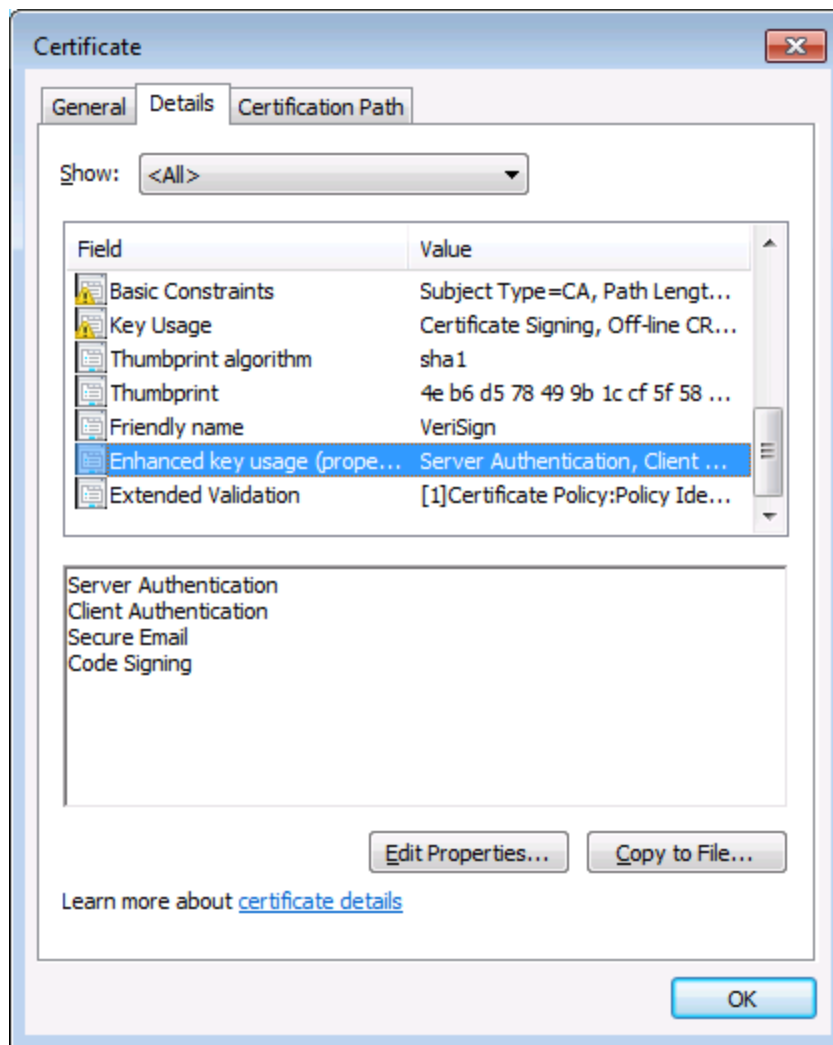 Certificate
General Details Certification Path
Show: <All>
Field Value
Basic Constraints Subject Type=CA, Path Lengt...
Key Usage Certificate Signing, Off-line CR...
Thumbprint algorithm sha1
Thumbprint 4e b6 d5 78 49 9b 1c cf 5f 58 ...
Friendly name VeriSign
Enhanced key usage (prope... Server Authentication, Client ...
Extended Validation [1]Certificate Policy:Policy Ide...
Server Authentication
Client Authentication
Secure Email
Code Signing
Edit Properties... Copy to File...
Learn more about certificate details
OK